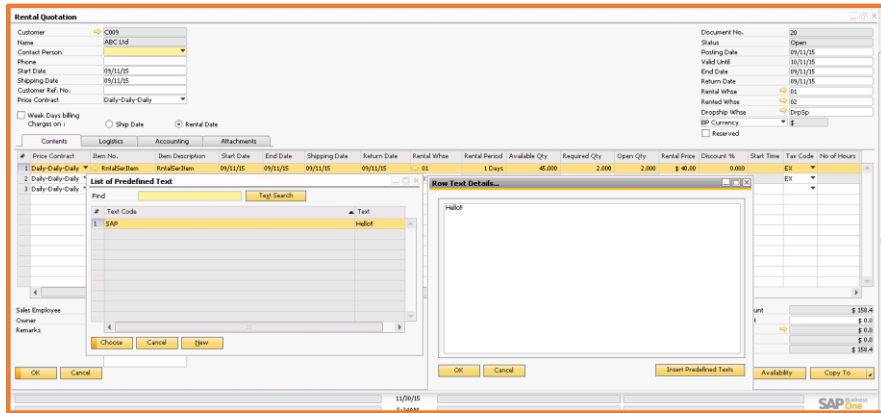 Rental Quotation
Customer C009
Name ABC Ltd
Contact Person
Phone
Start Date 09/11/15
Shipping Date 09/11/15
Customer Ref. No.
Price Contract Daily-Daily-Daily
Week Days billing
Charges on : Ship Date Rental Date
Document No. 20
Status Open
Posting Date 09/11/15
Valid Until 10/11/15
End Date 09/11/15
Return Date 09/11/15
Rental Whse 01
Rented Whse 02
Dropship Whse DrpSp
BP Currency $
Reserved
Contents Logistics Accounting Attachments
# Price Contract Item No. Item Description Start Date End Date Shipping Date Return Date Rental Whse Rental Period Available Qty Required Qty Open Qty Rental Price Discount % Start Time Tax Code No of Hours
1 Daily-Daily-Daily RntalSerItem RntalSerItem 09/11/15 09/11/15 09/11/15 09/11/15 01 1 Days 45.000 2.000 2.000 $ 40.00 0.000 EX
2 Daily-Daily-Daily EX
3 Daily-Daily-Daily
List of Predefined Text
Find Text Search
# Text Code Text
1 SAP Hello!!
Choose Cancel New
Row Text Details...
Hello!!
OK Cancel Insert Predefined Texts
Sales Employee
Owner
Remarks
unt $ 150.4
t $ 0.0
$ 0.0
$ 0.0
$ 150.4
OK Cancel
Availability Copy To
11/30/15
SAP Business One